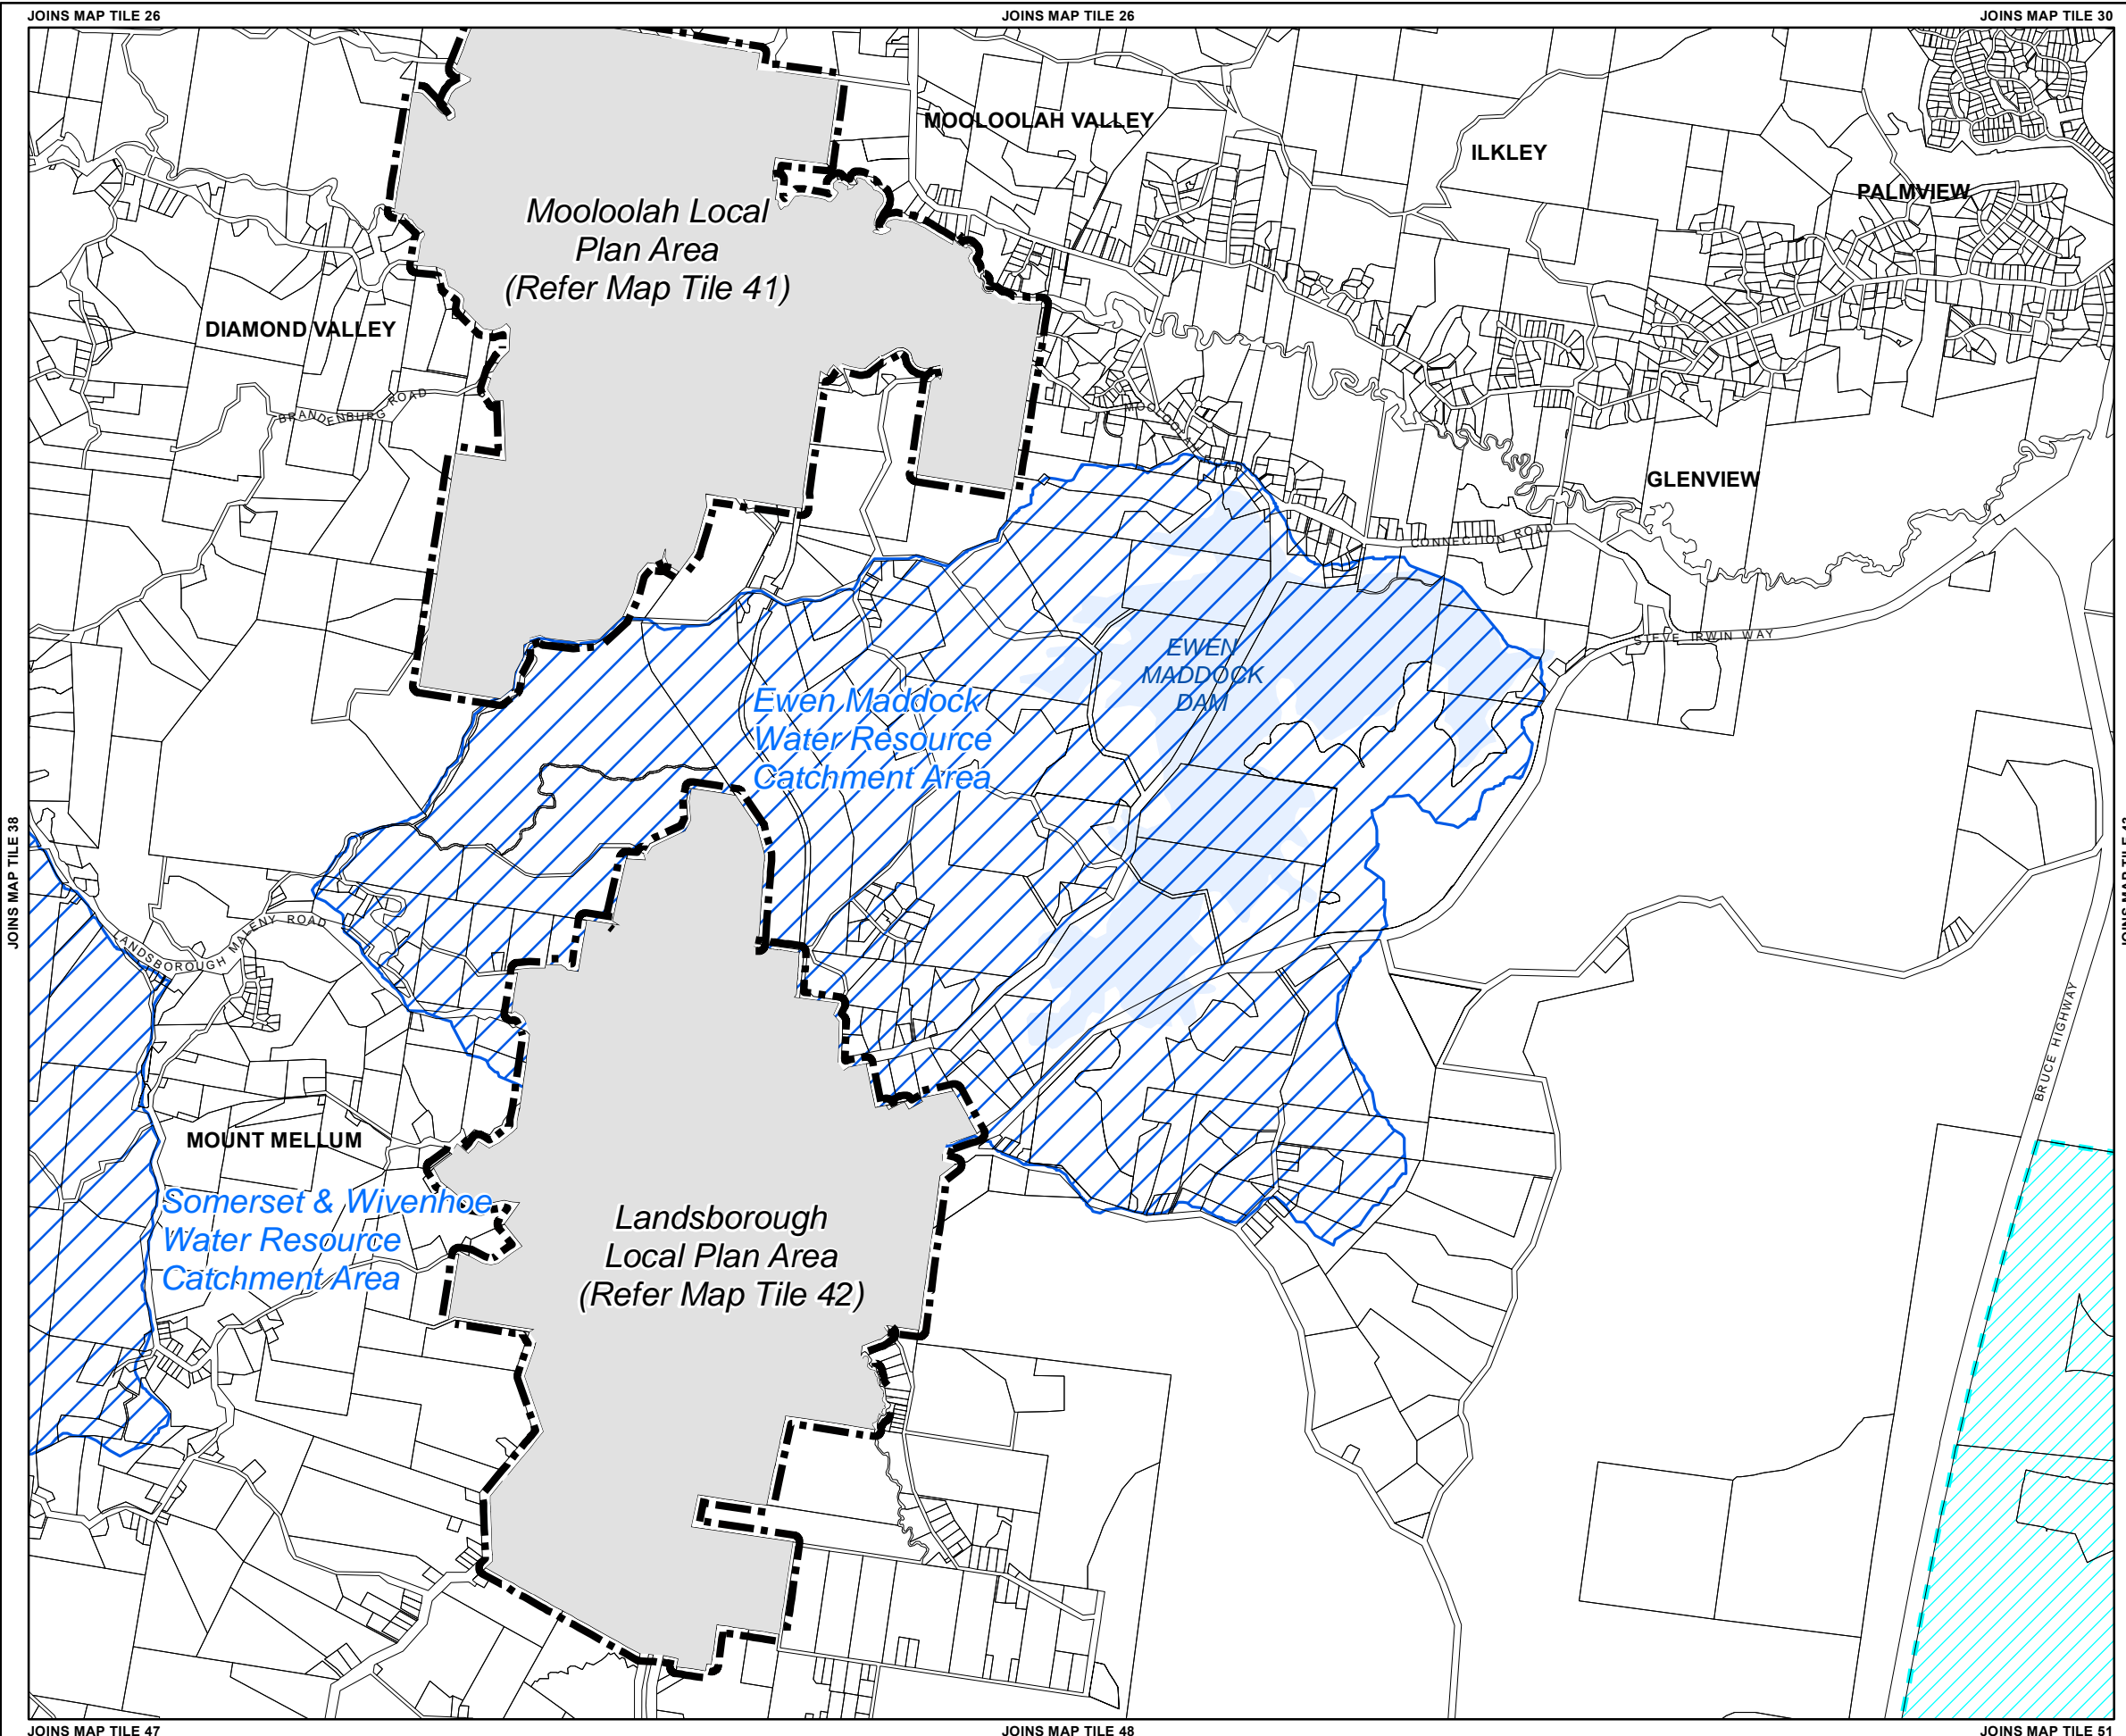 JOINS MAP TILE 26
JOINS MAP TILE 26
JOINS MAP TILE 30
MOOLOOLAH VALLEY
ILKLEY
PALMVIEW
Mooloolah Local
Plan Area
(Refer Map Tile 41)
DIAMOND VALLEY
BRANDENBURG ROAD
MOOLOOLAH ROAD
GLENVIEW
CONNECTION ROAD
STEVE IRWIN WAY
EWEN
MADDOCK
DAM
Ewen Maddock
Water Resource
Catchment Area
JOINS MAP TILE 38
LANDSBOROUGH MALENY ROAD
BRUCE HIGHWAY
MOUNT MELLUM
Somerset & Wivenhoe
Water Resource
Catchment Area
Landsborough
Local Plan Area
(Refer Map Tile 42)
JOINS MAP TILE 47
JOINS MAP TILE 48
JOINS MAP TILE 51